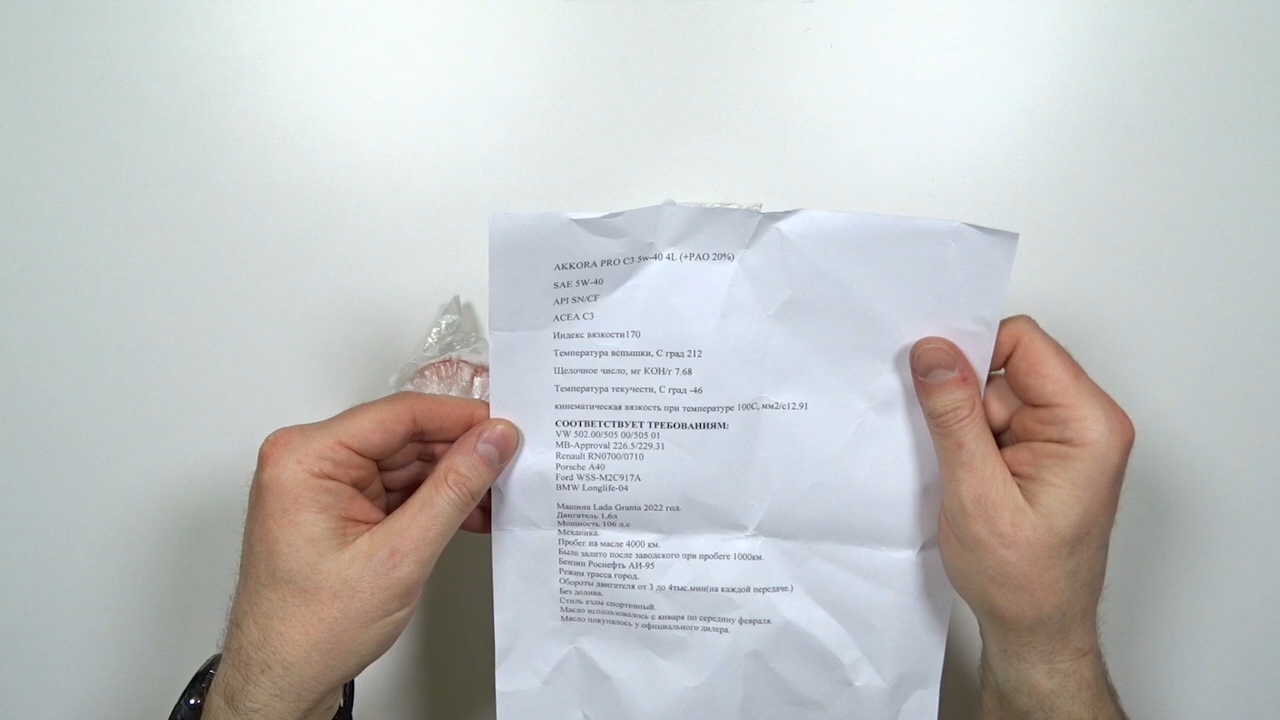 AKKORA PRO C3 5w-40 4L (+PAO 20%)
SAE 5W-40
API SN/CF
ACEA C3
Индекс вязкости170
Температура вспышки, С град 212
Щелочное число, мг КОН/г 7.68
Температура текучести, С град -46
кинематическая вязкость при температуре 100С, мм2/с12.91
СООТВЕТСТВУЕТ ТРЕБОВАНИЯМ:
VW 502.00/505 00/505 01
MB-Approval 226.5/229.31
Renault RN0700/0710
Porsche A40
Ford WSS-M2C917A
BMW Longlife-04
Машина Lada Granta 2022 год.
Двигатель 1,6л
Мощность 106 л.с
Механика.
Пробег на масле 4000 км.
Было залито после заводского при пробеге 1000км.
Бензин Роснефть АИ-95
Режим трасса город.
Обороты двигателя от 3 до 4тыс.мин(на каждой передаче.)
Без долива.
Стиль езды спортивный.
Масло использовалось с января по середину февраля.
Масло покупалось у официального дилера.